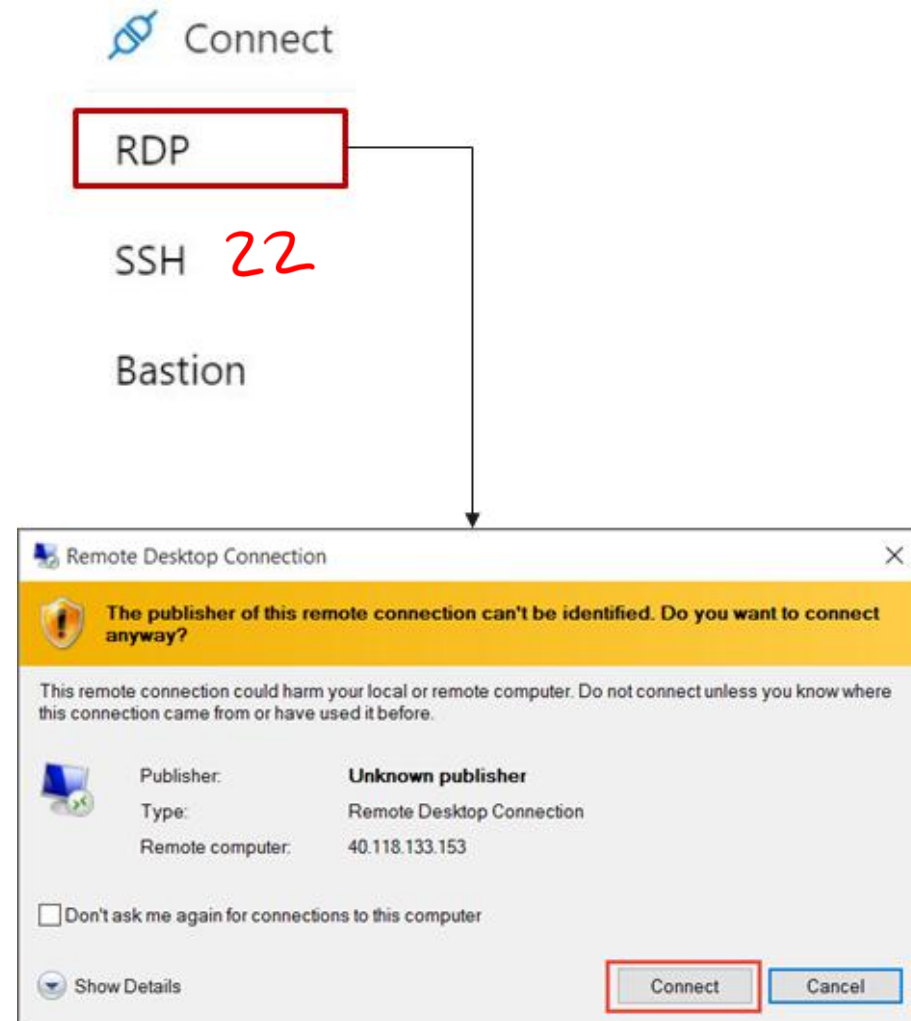 Connect
RDP
SSH 22
Bastion
Remote Desktop Connection
The publisher of this remote connection can't be identified. Do you want to connect
anyway?
This remote connection could harm your local or remote computer. Do not connect unless you know where
this connection came from or have used it before.
Publisher: Unknown publisher
Type: Remote Desktop Connection
Remote computer: 40.118.133.153
Don't ask me again for connections to this computer
Show Details Connect Cancel